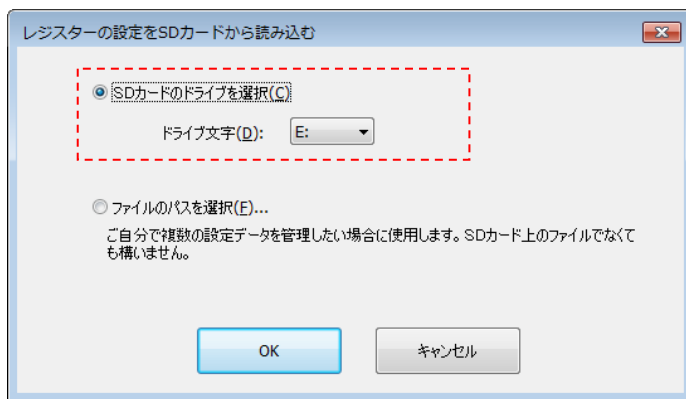 レジスターの設定をSDカードから読み込む
SDカードのドライブを選択(C)
ドライブ文字(D): E:
ファイルのパスを選択(F)...
ご自分で複数の設定データを管理したい場合に使用します。SDカード上のファイルでなくて
も構いません。
OK キャンセル